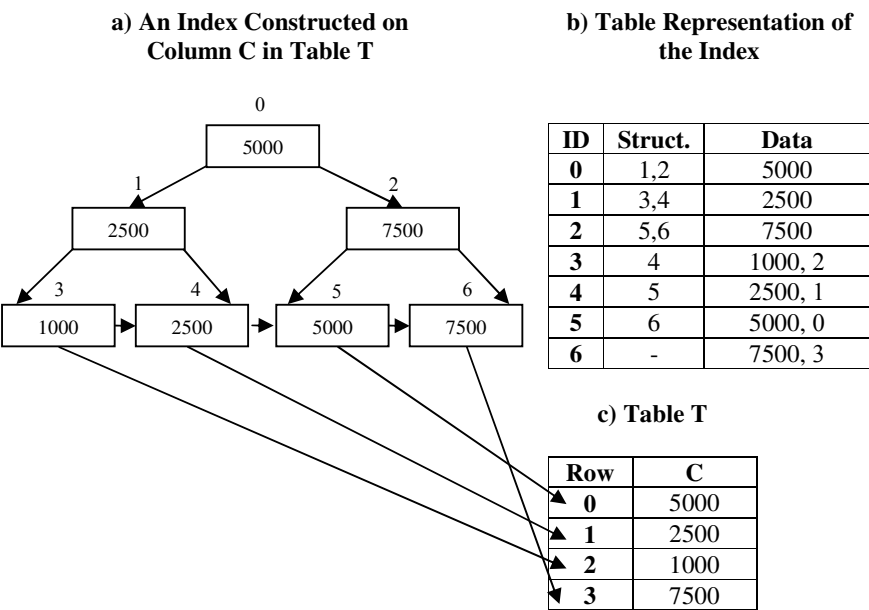 a) An Index Constructed on
Column C in Table T
0
5000
1
2
2500
7500
3
4
5
6
1000
2500
5000
7500
b) Table Representation of
the Index
ID Struct. Data
0 1,2 5000
1 3,4 2500
2 5,6 7500
3 4 1000, 2
4 5 2500, 1
5 6 5000, 0
6 - 7500, 3
c) Table T
Row C
0 5000
1 2500
2 1000
3 7500